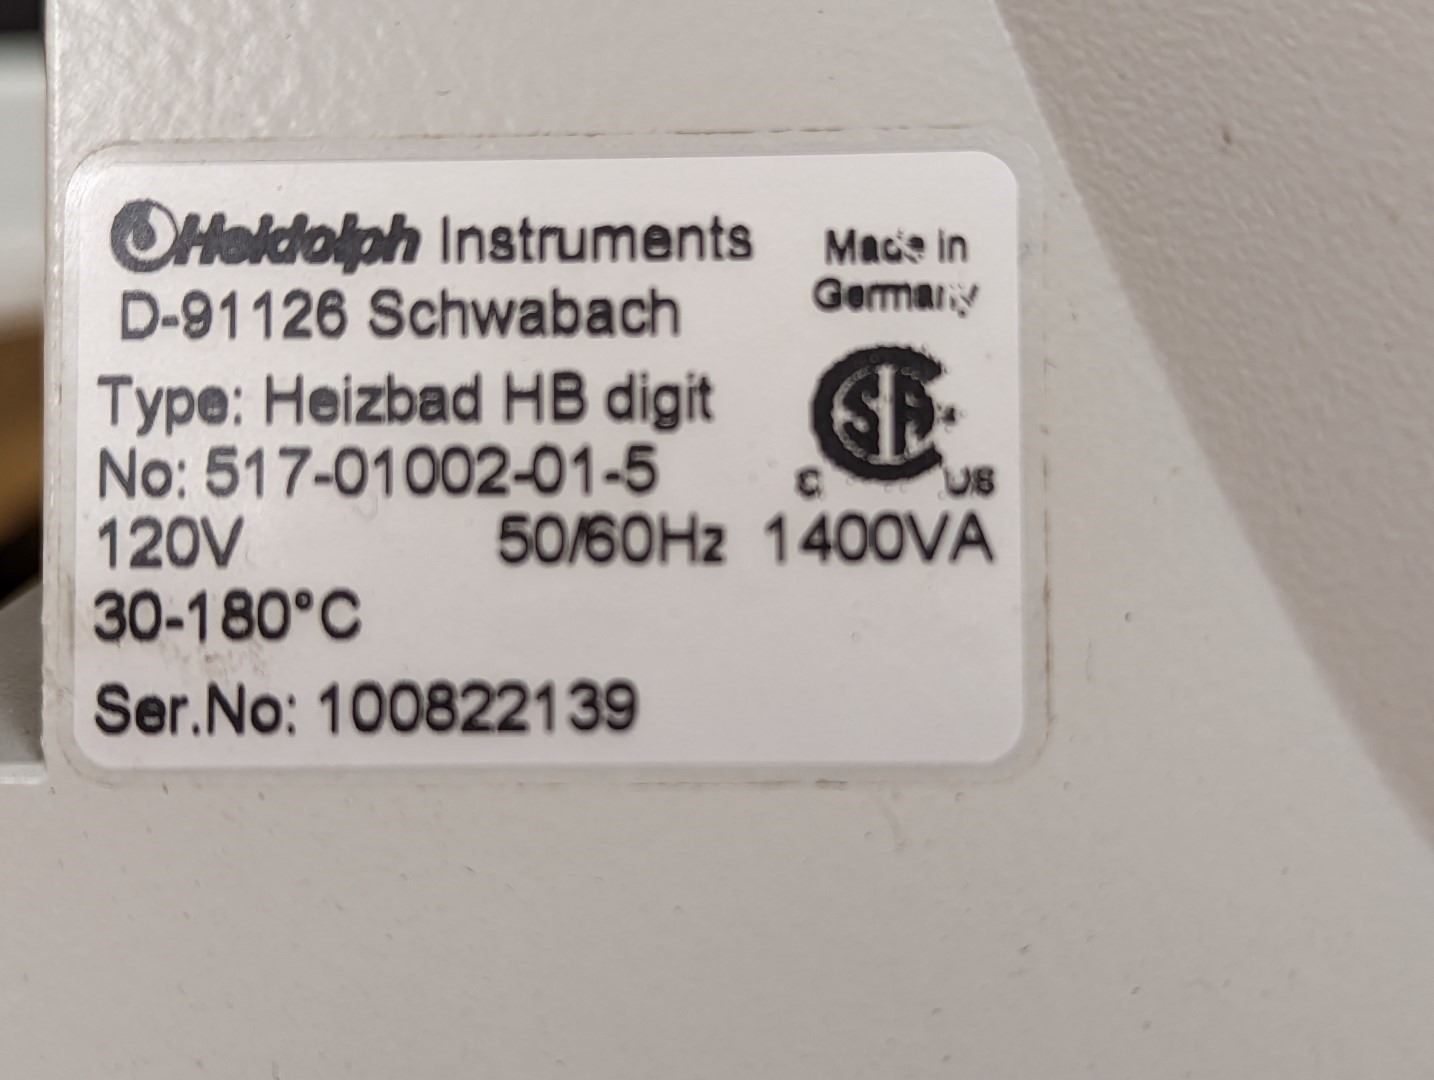 Heidolph Instruments
D-91126 Schwabach
Made in
Germany
Type: Heizbad HB digit
No: 517-01002-01-5
C US
120V 50/60Hz 1400VA
30-180°C
Ser.No: 100822139